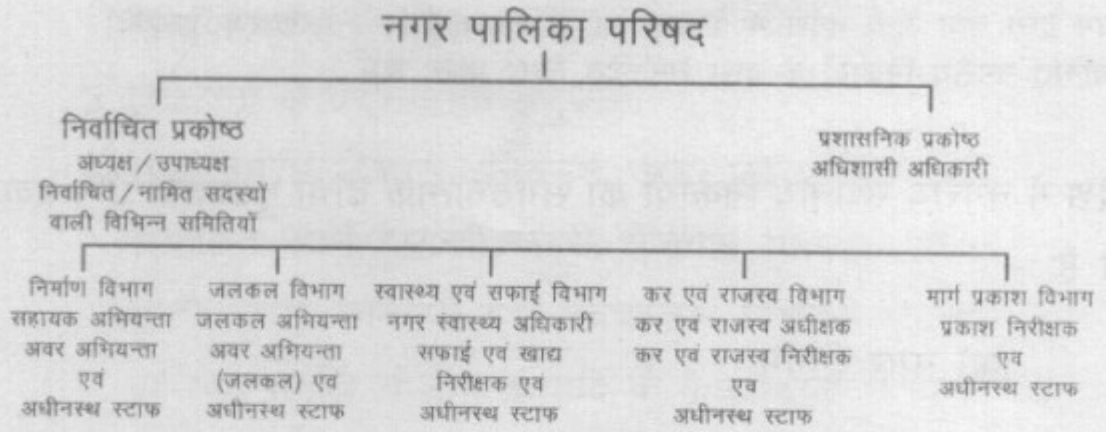 नगर पालिका परिषद
निर्वाचित प्रकोष्ठ
अध्यक्ष/उपाध्यक्ष
निर्वाचित/नामित सदस्यों
वाली विभिन्न समितियों
प्रशासनिक प्रकोष्ठ
अधिशासी अधिकारी
निर्माण विभाग
सहायक अभियन्ता
अवर अभियन्ता
एवं
अधीनस्थ स्टाफ
जलकल विभाग
जलकल अभियन्ता
अवर अभियन्ता
(जलकल) एवं
अधीनस्थ स्टाफ
स्वास्थ्य एवं सफाई विभाग
नगर स्वास्थ्य अधिकारी
सफाई एवं खाद्य
निरीक्षक एवं
अधीनस्थ स्टाफ
कर एवं राजस्व विभाग
कर एवं राजस्व अधीक्षक
कर एवं राजस्व निरीक्षक
एवं
अधीनस्थ स्टाफ
मार्ग प्रकाश विभाग
प्रकाश निरीक्षक
एवं
अधीनस्थ स्टाफ